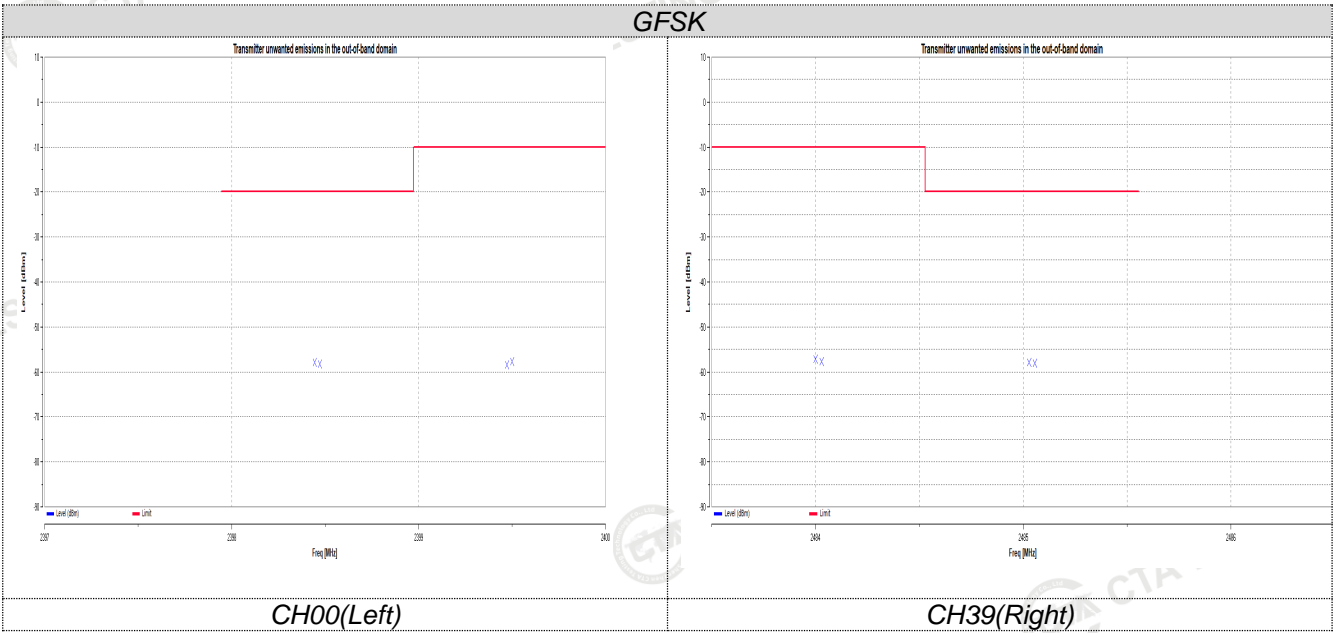 GFSK
Transmitter unwanted emissions in the out-of-band domain
10
0
-10
-20
-30
-40
-50
-60
-70
-80
-90
Level [dBm]
Level (dBm)
Limit
2397
2398
2399
2400
Freq [MHz]
Transmitter unwanted emissions in the out-of-band domain
10
0
-10
-20
-30
-40
-50
-60
-70
-80
-90
Level [dBm]
Level (dBm)
Limit
2484
2485
2486
Freq [MHz]
CTA
CTA
CH00(Left)
CH39(Right)